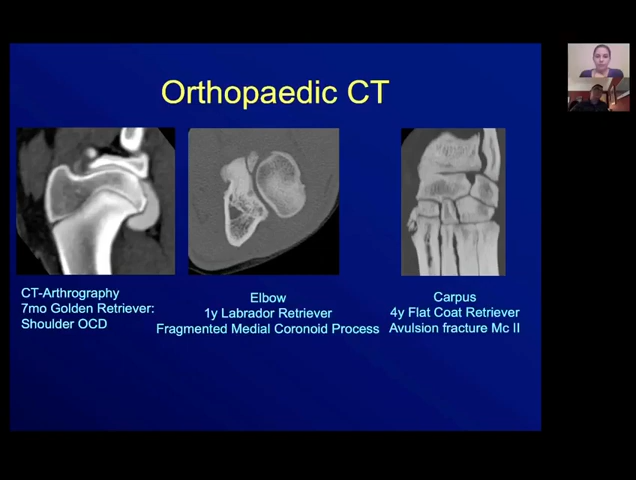 Orthopaedic CT
CT-Arthrography
7mo Golden Retriever:
Shoulder OCD
Elbow
1y Labrador Retriever
Fragmented Medial Coronoid Process
Carpus
4y Flat Coat Retriever
Avulsion fracture Mc II